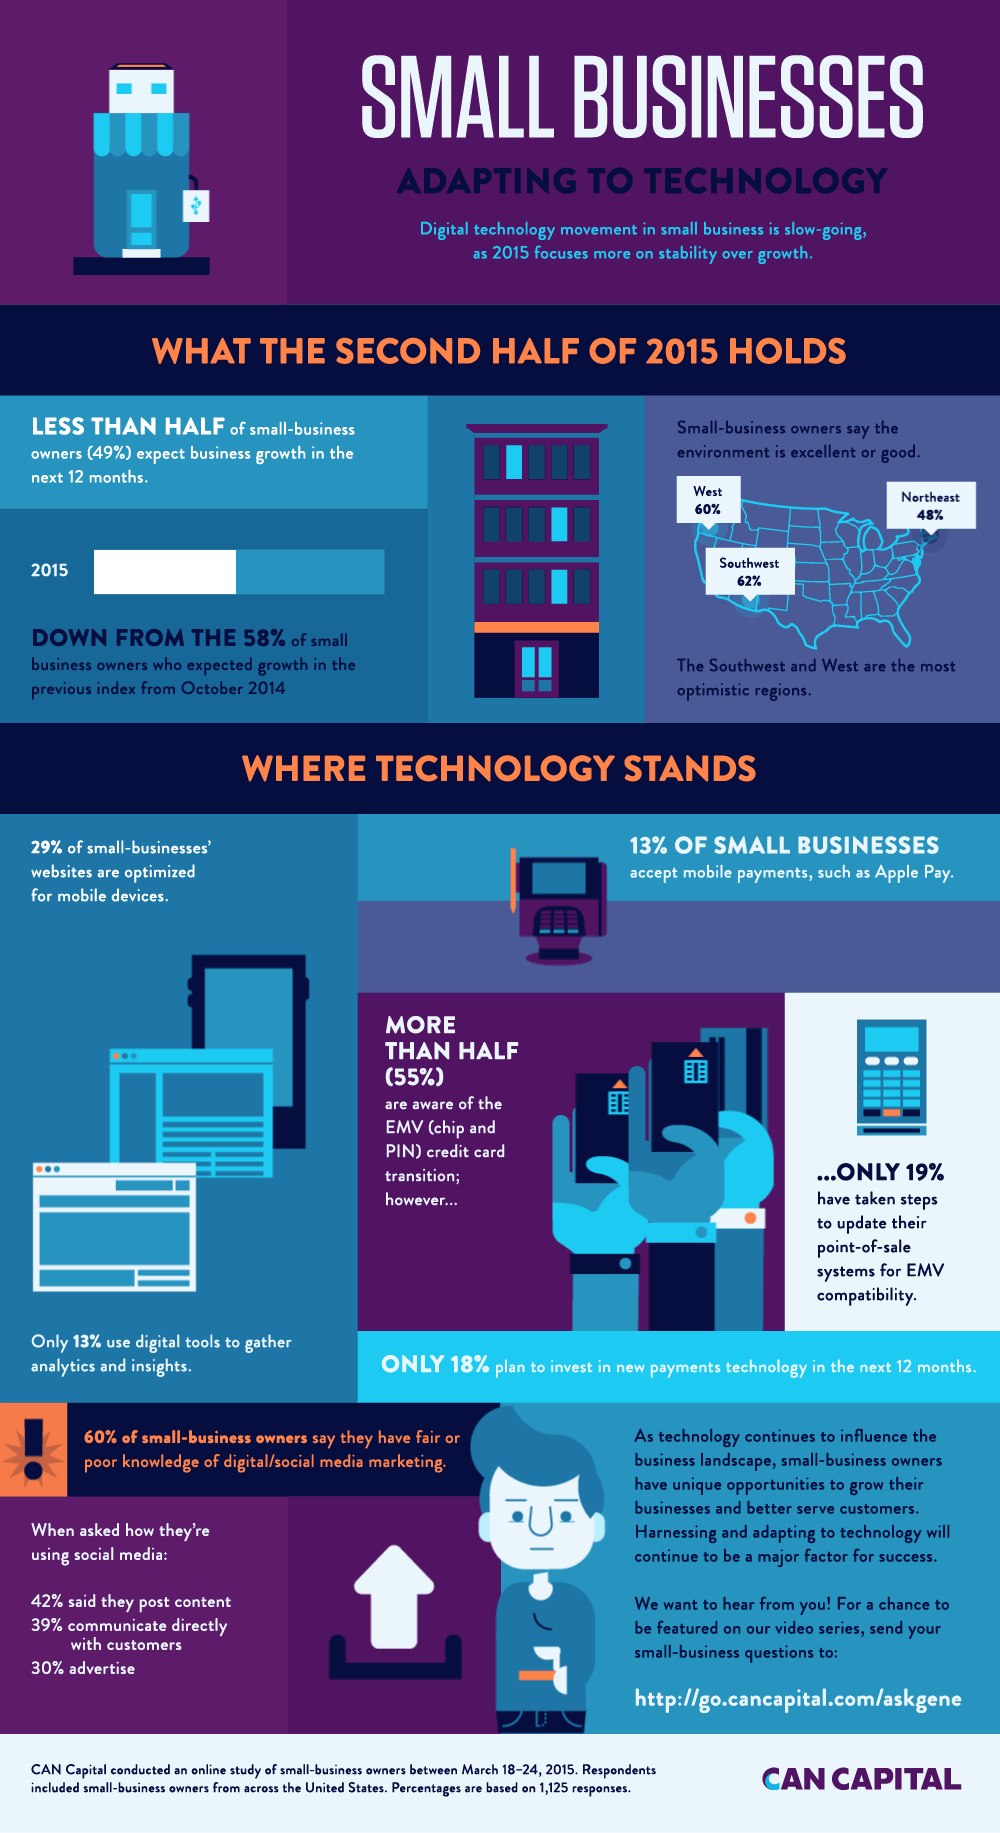 SMALL BUSINESSES
ADAPTING TO TECHNOLOGY
Digital technology movement in small business is slow-going,
as 2015 focuses more on stability over growth.
WHAT THE SECOND HALF OF 2015 HOLDS
LESS THAN HALF of small-business
owners (49%) expect business growth in the
next 12 months.
2015
DOWN FROM THE 58% of small
business owners who expected growth in the
previous index from October 2014
Small-business owners say the
environment is excellent or good.
West
60%
Northeast
48%
Southwest
62%
The Southwest and West are the most
optimistic regions.
WHERE TECHNOLOGY STANDS
29% of small-businesses'
websites are optimized
for mobile devices.
Only 13% use digital tools to gather
analytics and insights.
13% OF SMALL BUSINESSES
accept mobile payments, such as Apple Pay.
MORE
THAN HALF
(55%)
are aware of the
EMV (chip and
PIN) credit card
transition;
however...
...ONLY 19%
have taken steps
to update their
point-of-sale
systems for EMV
compatibility.
ONLY 18% plan to invest in new payments technology in the next 12 months.
60% of small-business owners say they have fair or
poor knowledge of digital/social media marketing.
When asked how they're
using social media:
42% said they post content
39% communicate directly
with customers
30% advertise
As technology continues to influence the
business landscape, small-business owners
have unique opportunities to grow their
businesses and better serve customers.
Harnessing and adapting to technology will
continue to be a major factor for success.
We want to hear from you! For a chance to
be featured on our video series, send your
small-business questions to:
http://go.cancapital.com/askgene
CAN Capital conducted an online study of small-business owners between March 18–24, 2015. Respondents
included small-business owners from across the United States. Percentages are based on 1,125 responses.
CAN CAPITAL